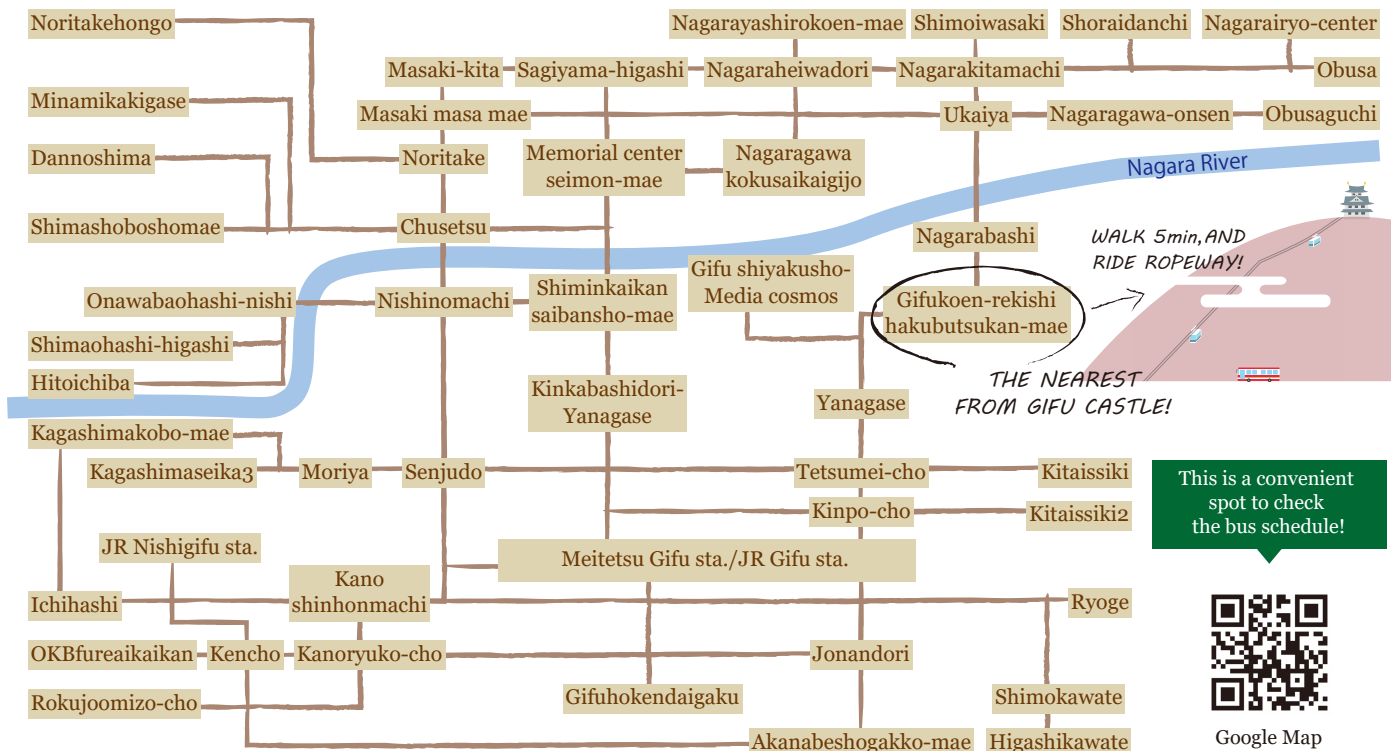 Noritakehongo
Nagarayashirokoen-mae
Shimoiwasaki
Shoraidanchi
Nagarairyo-center
Masaki-kita
Sagiyama-higashi
Nagaraheiwadori
Nagarakitamachi
Obusa
Minamikakigase
Masaki masa mae
Ukaiya
Nagaragawa-onsen
Obusaguchi
Dannoshima
Noritake
Memorial center
seimon-mae
Nagaragawa
kokusaikaigijo
Nagara River
Shimashoboshomae
Chusetsu
Nagarabashi
WALK 5min,AND
RIDE ROPEWAY!
Gifu shiyakusho-
Media cosmos
Onawabaohashi-nishi
Nishinomachi
Shiminkaikan
saibansho-mae
Gifukoen-rekishi
hakubutsukan-mae
Shimaohashi-higashi
Hitoichiba
Kinkabashidori-
Yanagase
Yanagase
THE NEAREST
FROM GIFU CASTLE!
Kagashimakobo-mae
Kagashimaseika3
Moriya
Senjudo
Tetsumei-cho
Kitaissiki
This is a convenient
spot to check
the bus schedule!
Kinpo-cho
Kitaissiki2
JR Nishigifu sta.
Meitetsu Gifu sta./JR Gifu sta.
Kano
shinhonmachi
Ichihashi
Ryoge
OKBfureaikaikan
Kencho
Kanoryuko-cho
Jonandori
Rokujoomizo-cho
Gifuhokendaigaku
Shimokawate
Akanabeshogakko-mae
Higashikawate
Google Map